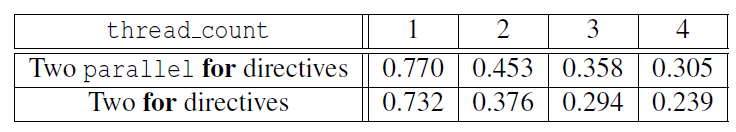 thread_count 1 2 3 4
Two parallel for directives 0.770 0.453 0.358 0.305
Two for directives 0.732 0.376 0.294 0.239